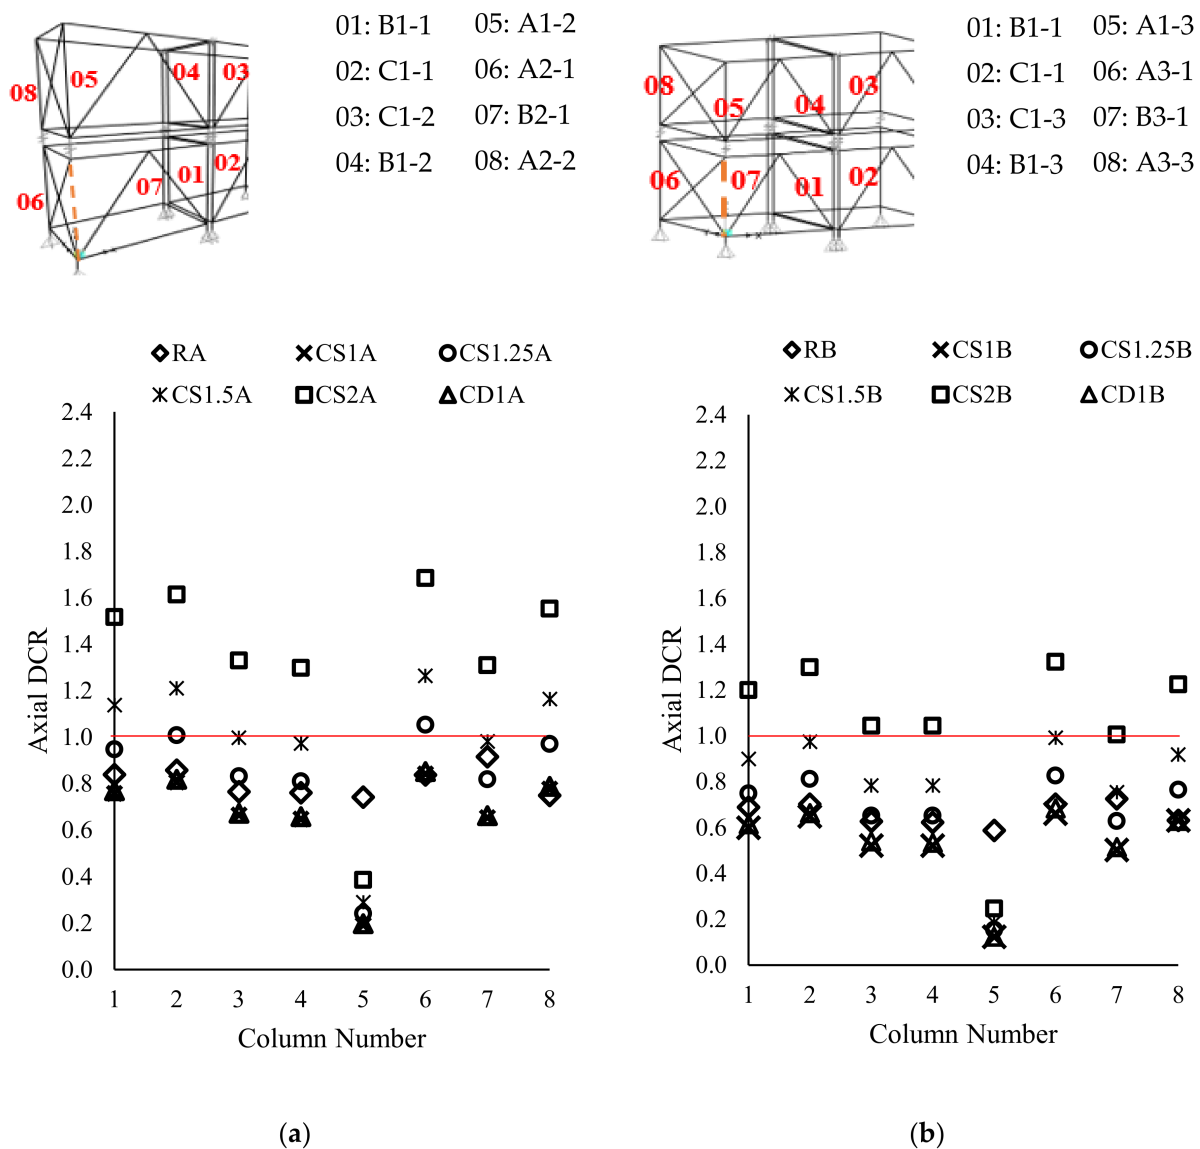 01: B1-1 05: A1-2
02: C1-1 06: A2-1
03: C1-2 07: B2-1
04: B1-2 08: A2-2
08 05 04 03
06 07 01 02
RA CS1A CS1.25A
CS1.5A CS2A CD1A
2.4
2.2
2.0
1.8
1.6
1.4
1.2
1.0
0.8
0.6
0.4
0.2
0.0
Axial DCR
1 2 3 4 5 6 7 8
Column Number
(a)
01: B1-1 05: A1-3
02: C1-1 06: A3-1
03: C1-3 07: B3-1
04: B1-3 08: A3-3
08 05 04 03
06 07 01 02
X
RB CS1B CS1.25B
CS1.5B CS2B CD1B
2.4
2.2
2.0
1.8
1.6
1.4
1.2
1.0
0.8
0.6
0.4
0.2
0.0
Axial DCR
1 2 3 4 5 6 7 8
Column Number
(b)